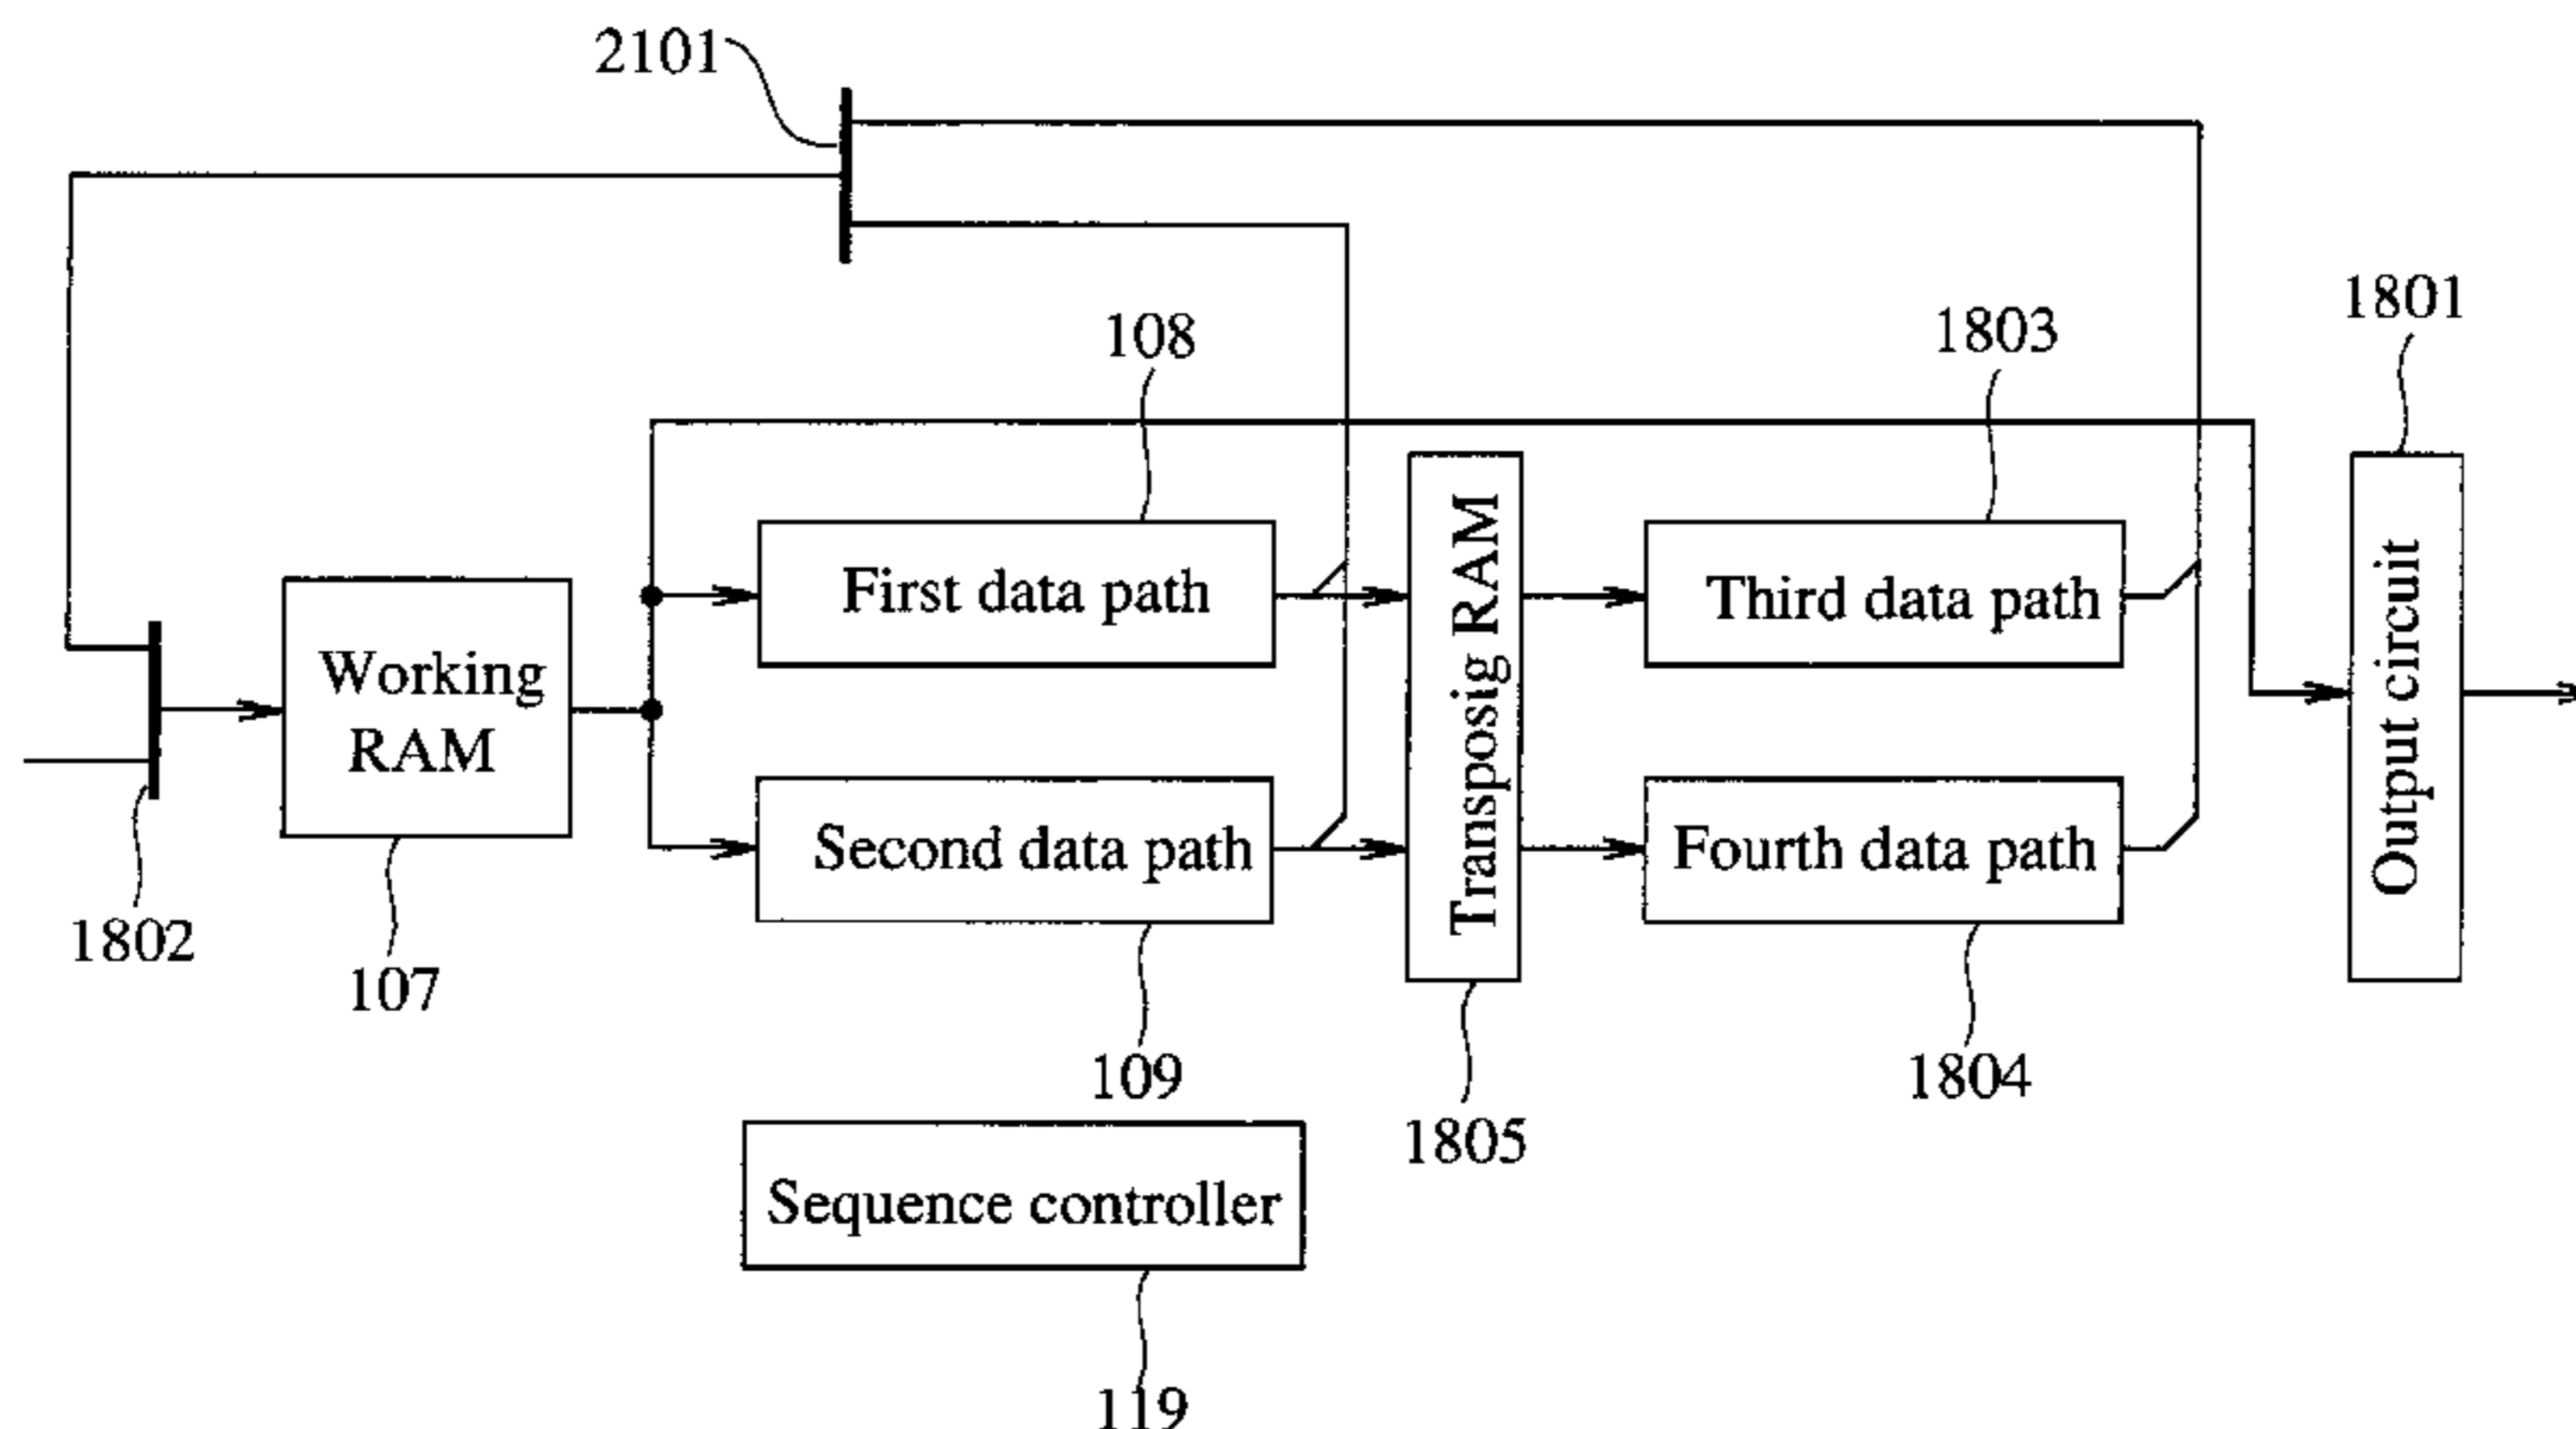 2101
1801
108
1803
First data path
Third data path
Working
RAM
Transposig RAM
Output circuit
Second data path
Fourth data path
1802
107
109
1804
1805
Sequence controller
119